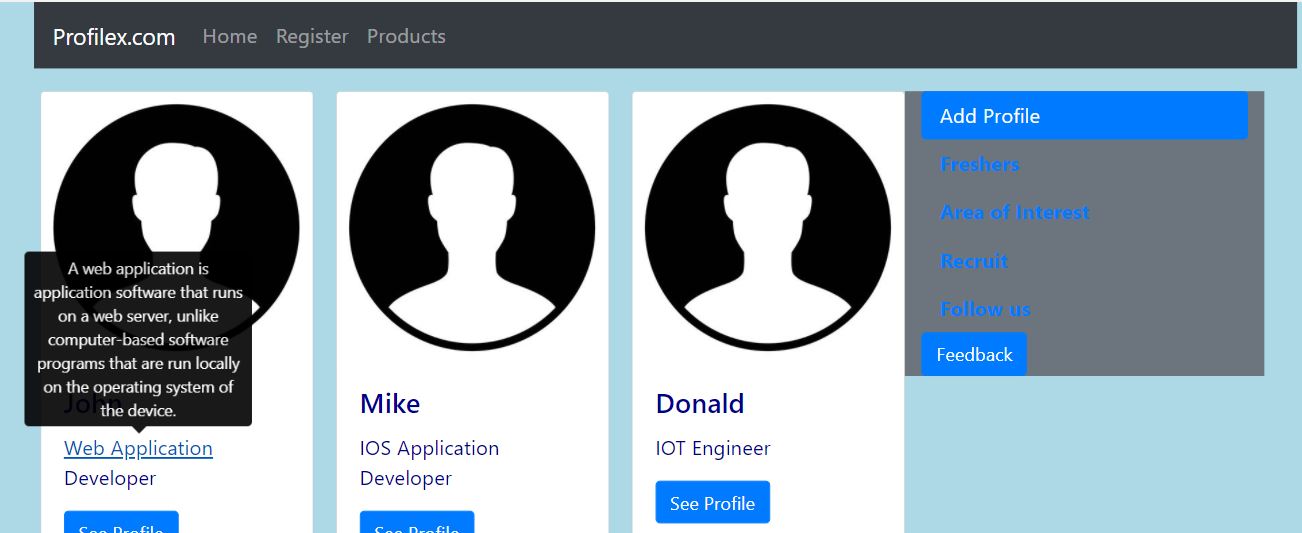 Profilex.com Home Register Products
Add Profile
Freshers
Area of Interest
Recruit
Follow us
Feedback
A web application is
application software that runs
on a web server, unlike
computer-based software
programs that are run locally
on the operating system of
the device.
John
Web Application
Developer
See Profile
Mike
IOS Application
Developer
See Profile
Donald
IOT Engineer
See Profile